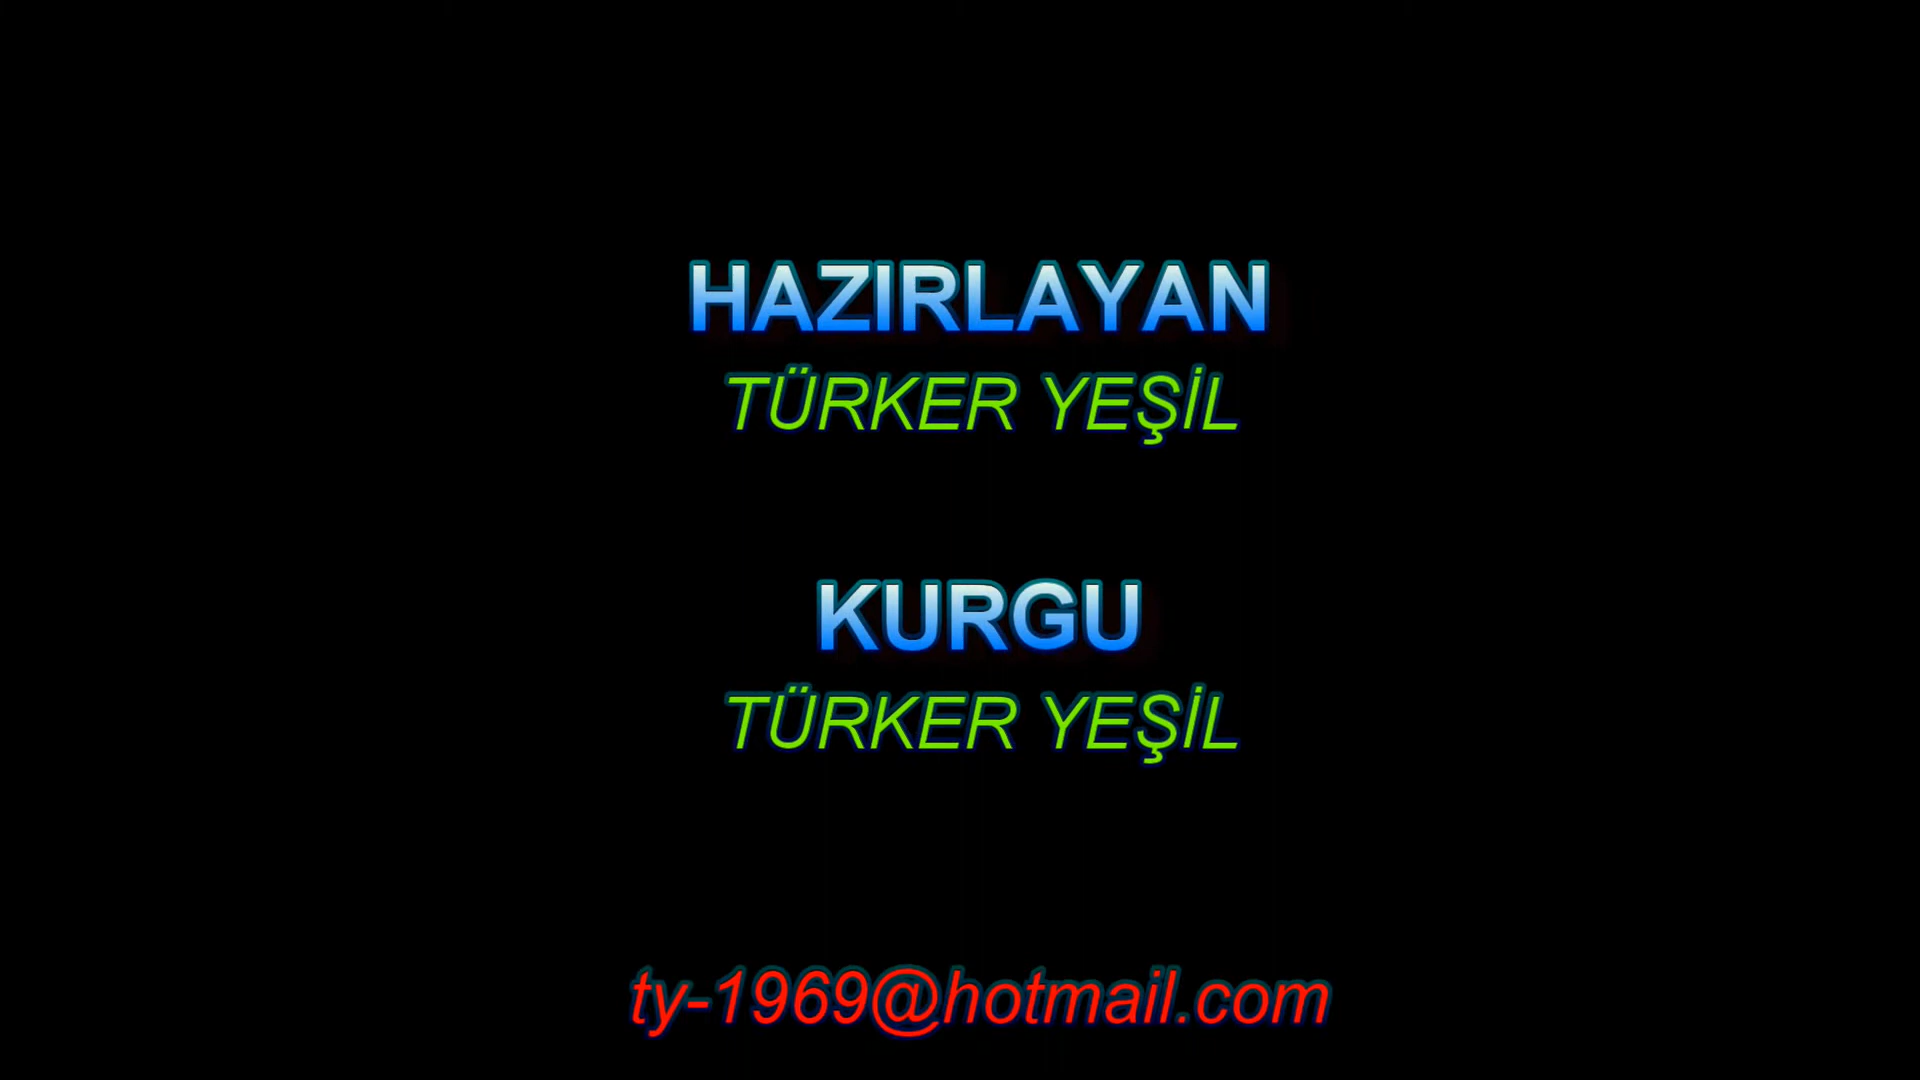 HAZIRLAYAN
TÜRKER YEŞİL
KURGU
TÜRKER YEŞİL
ty-1969@hotmail.com